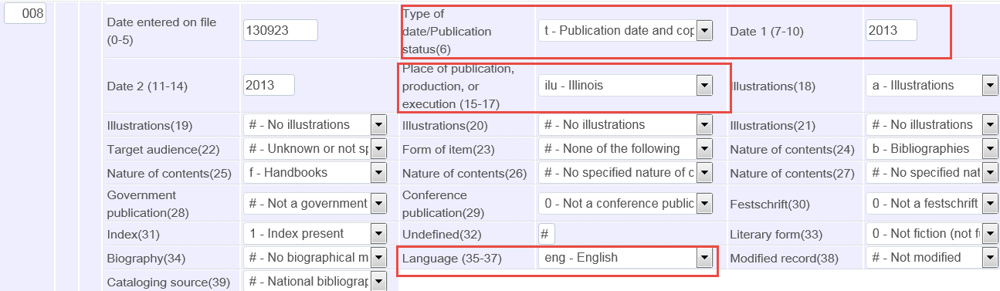 008
Date entered on file
(0-5)
130923
Type of
date/Publication
status(6)
t - Publication date and cop
Date 1 (7-10)
2013
Date 2 (11-14)
2013
Place of publication,
production, or
execution (15-17)
ilu - Illinois
Illustrations(18)
a - Illustrations
Illustrations(19)
# - No illustrations
Illustrations(20)
# - No illustrations
Illustrations(21)
# - No illustrations
Target audience(22)
# - Unknown or not sp
Form of item(23)
# - None of the following
Nature of contents(24)
b - Bibliographies
Nature of contents(25)
f - Handbooks
Nature of contents(26)
# - No specified nature of c
Nature of contents(27)
# - No specified nat
Government
publication(28)
# - Not a government
Conference
publication(29)
0 - Not a conference public
Festschrift(30)
0 - Not a festschrift
Index(31)
1 - Index present
Undefined(32)
#
Literary form(33)
0 - Not fiction (not fu
Biography(34)
# - No biographical m
Language (35-37)
eng - English
Modified record(38)
# - Not modified
Cataloging source(39)
# - National bibliograp